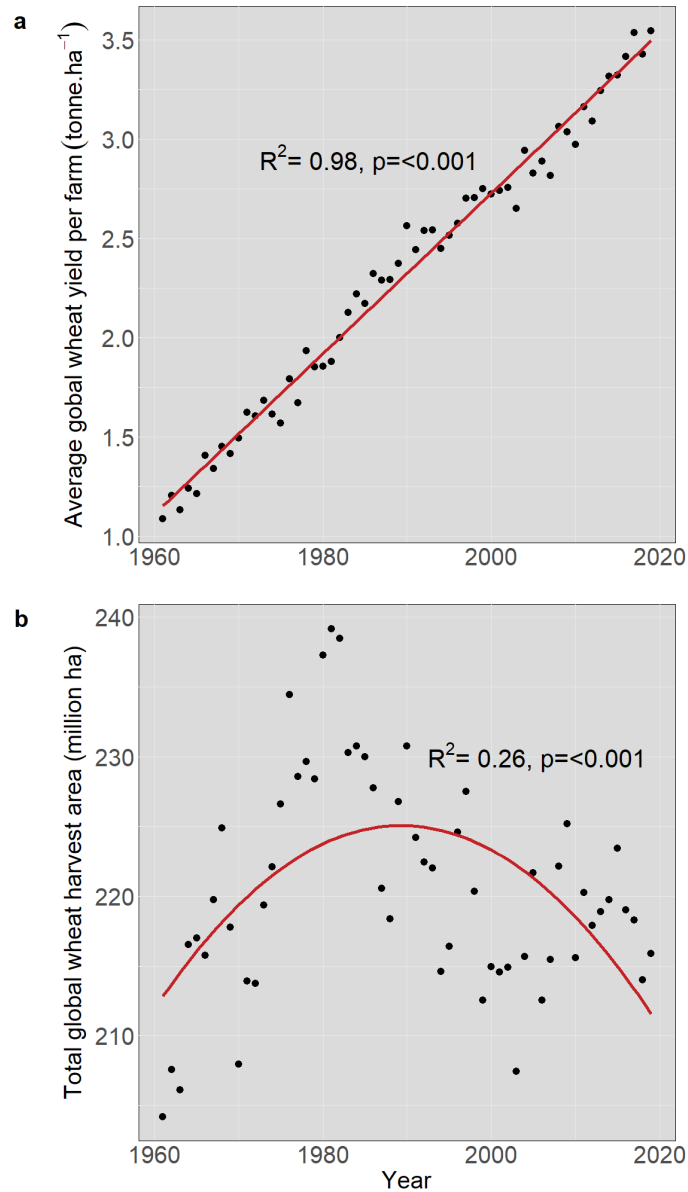 a
Average gobal wheat yield per farm (tonne.ha⁻¹)
3.5
3.0
2.5
2.0
1.5
1.0
R²= 0.98, p=<0.001
1960 1980 2000 2020
b
Total global wheat harvest area (million ha)
240
230
220
210
R²= 0.26, p=<0.001
1960 1980 2000 2020
Year